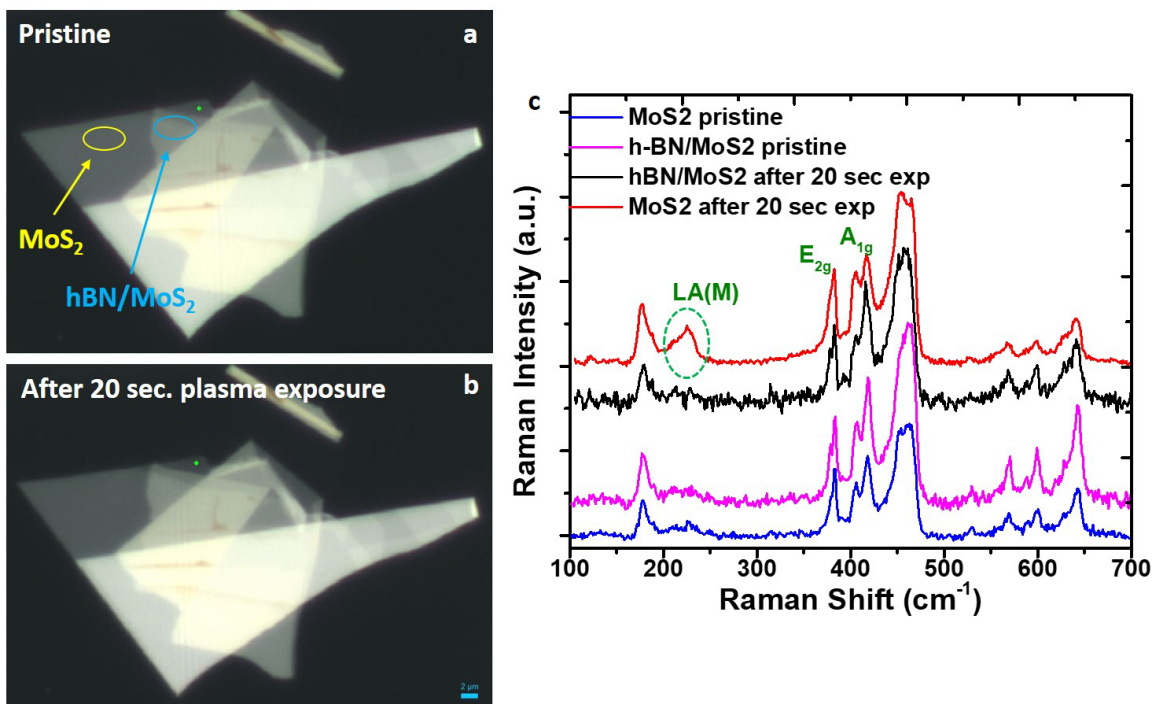 Pristine
a
MoS₂
hBN/MoS₂
After 20 sec. plasma exposure
b
2 µm
c
MoS2 pristine
h-BN/MoS2 pristine
hBN/MoS2 after 20 sec exp
MoS2 after 20 sec exp
E₂g
A₁g
LA(M)
Raman Intensity (a.u.)
100 200 300 400 500 600 700
Raman Shift (cm⁻¹)